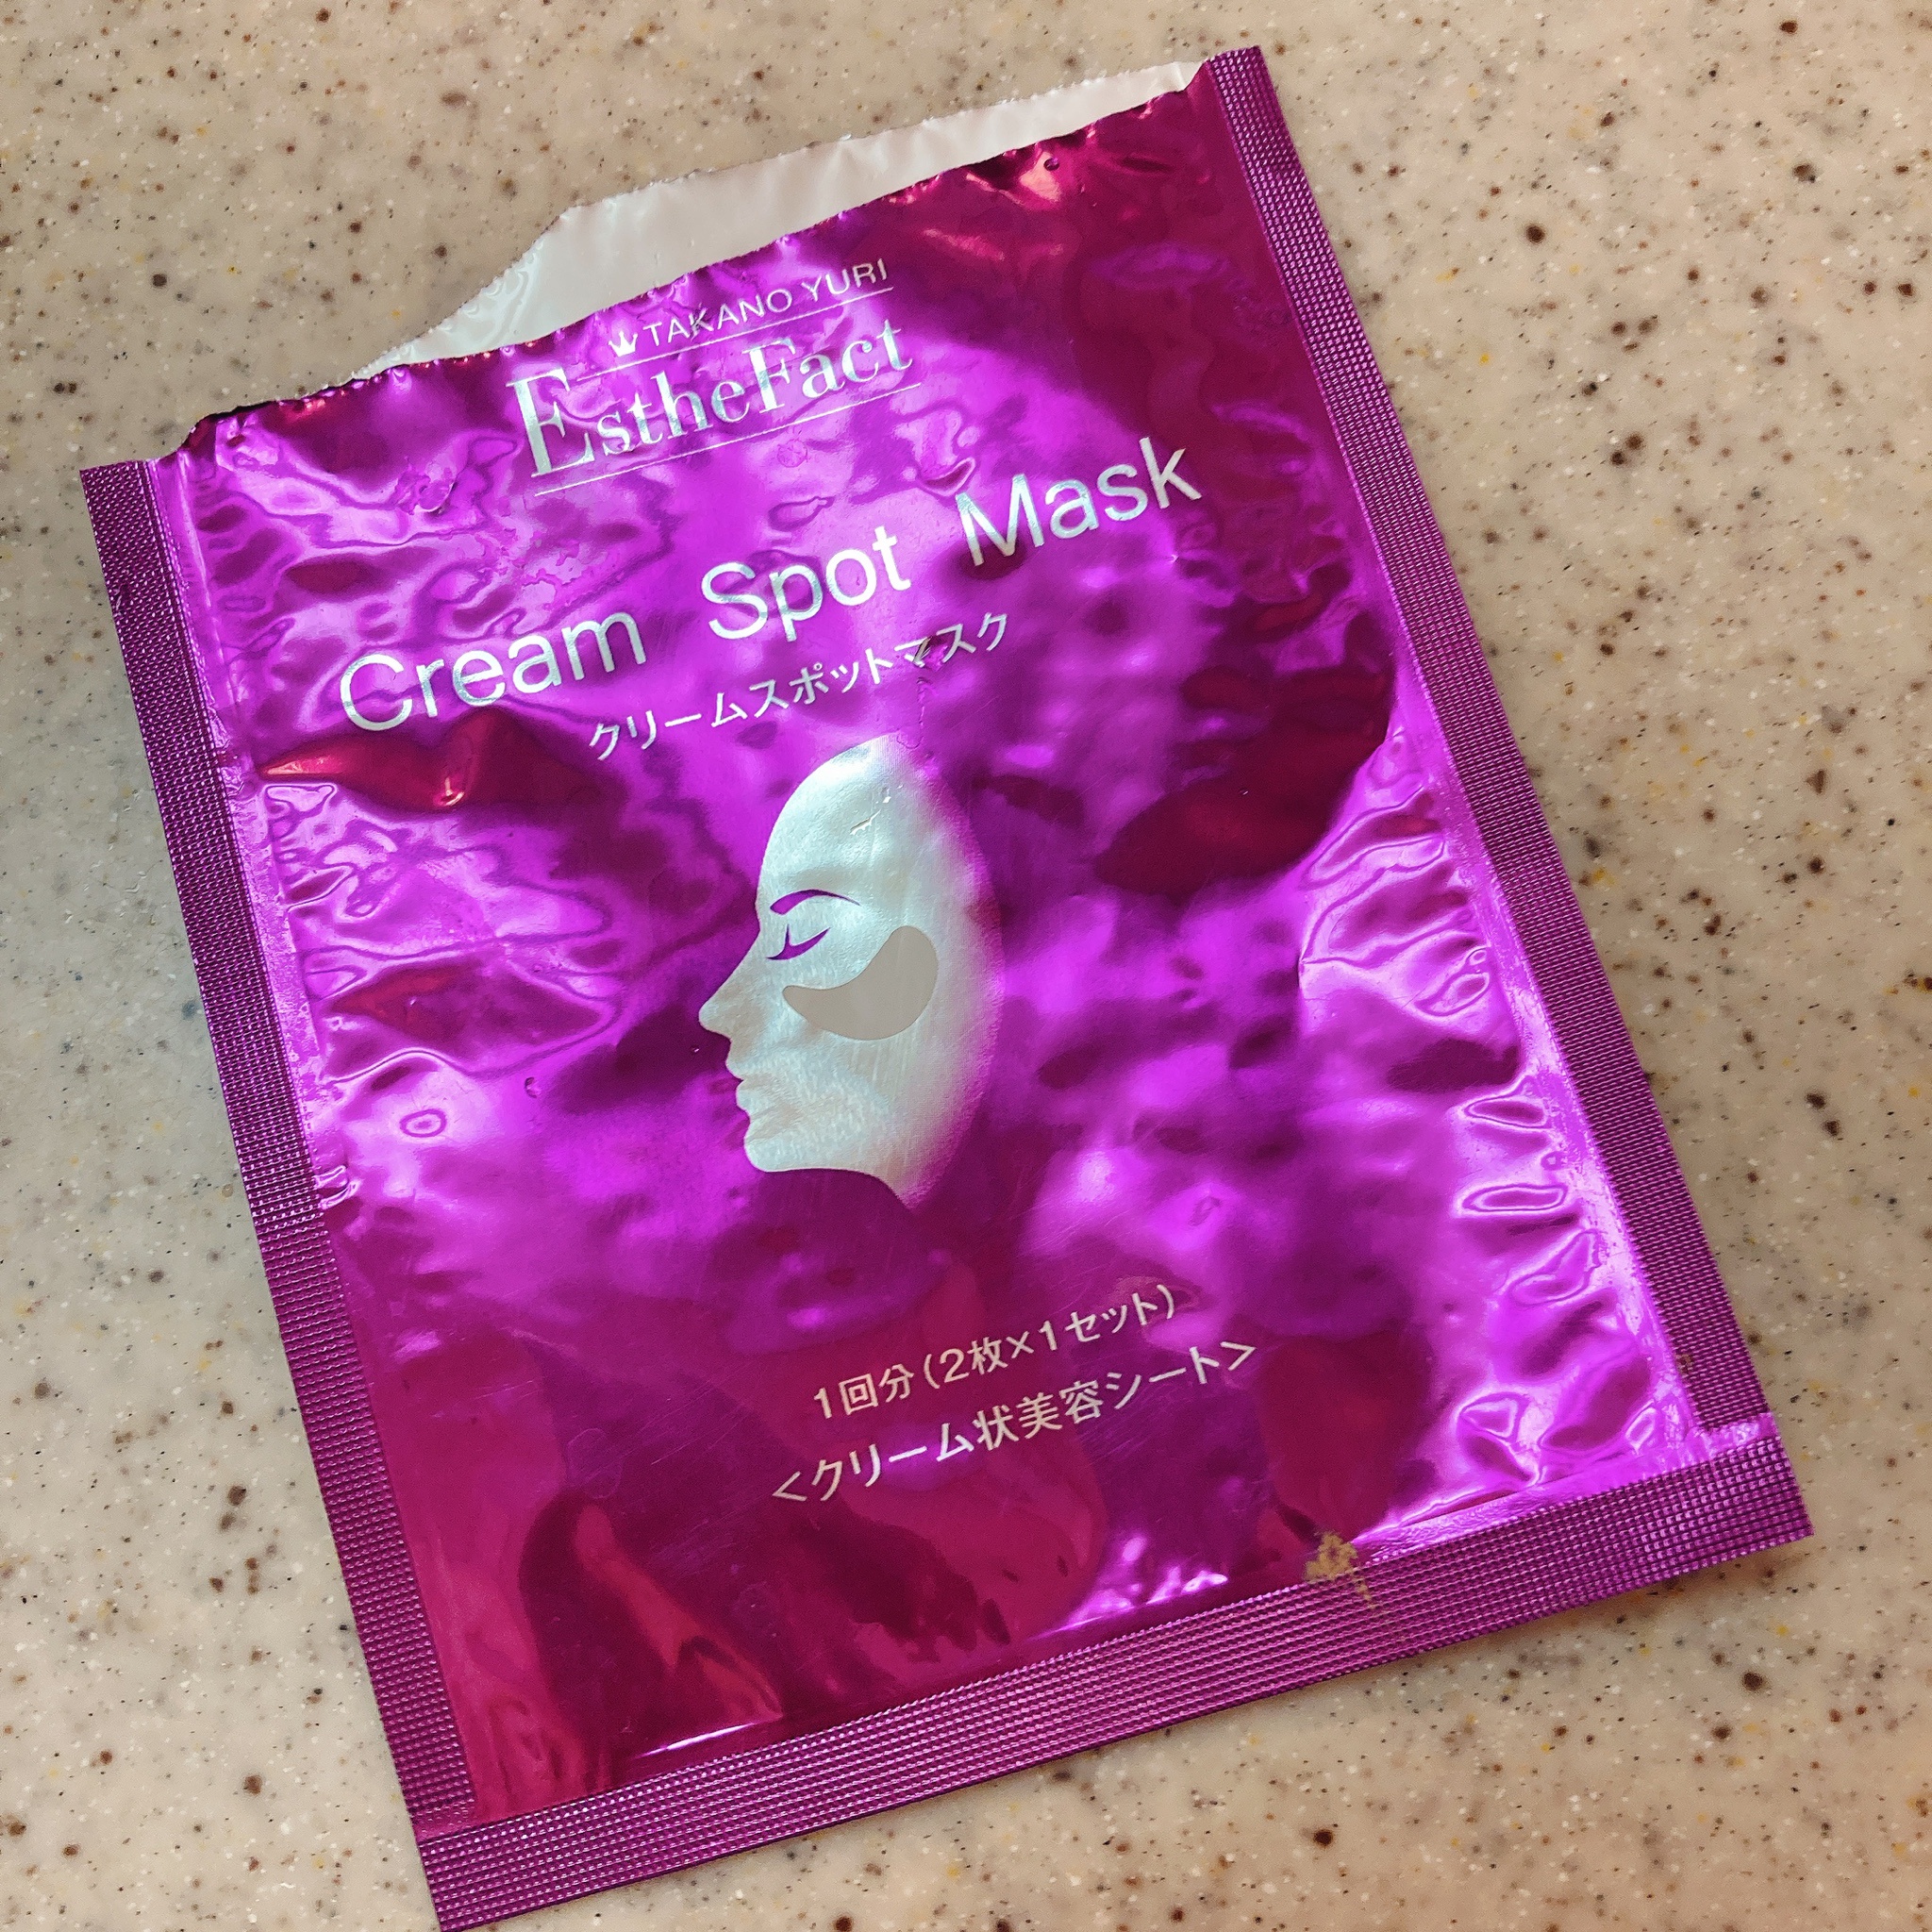 TAKANO YURI
EstheFact
Cream Spot Mask
クリームスポットマスク
1回分(2枚×1セット)
<クリーム状美容シート>